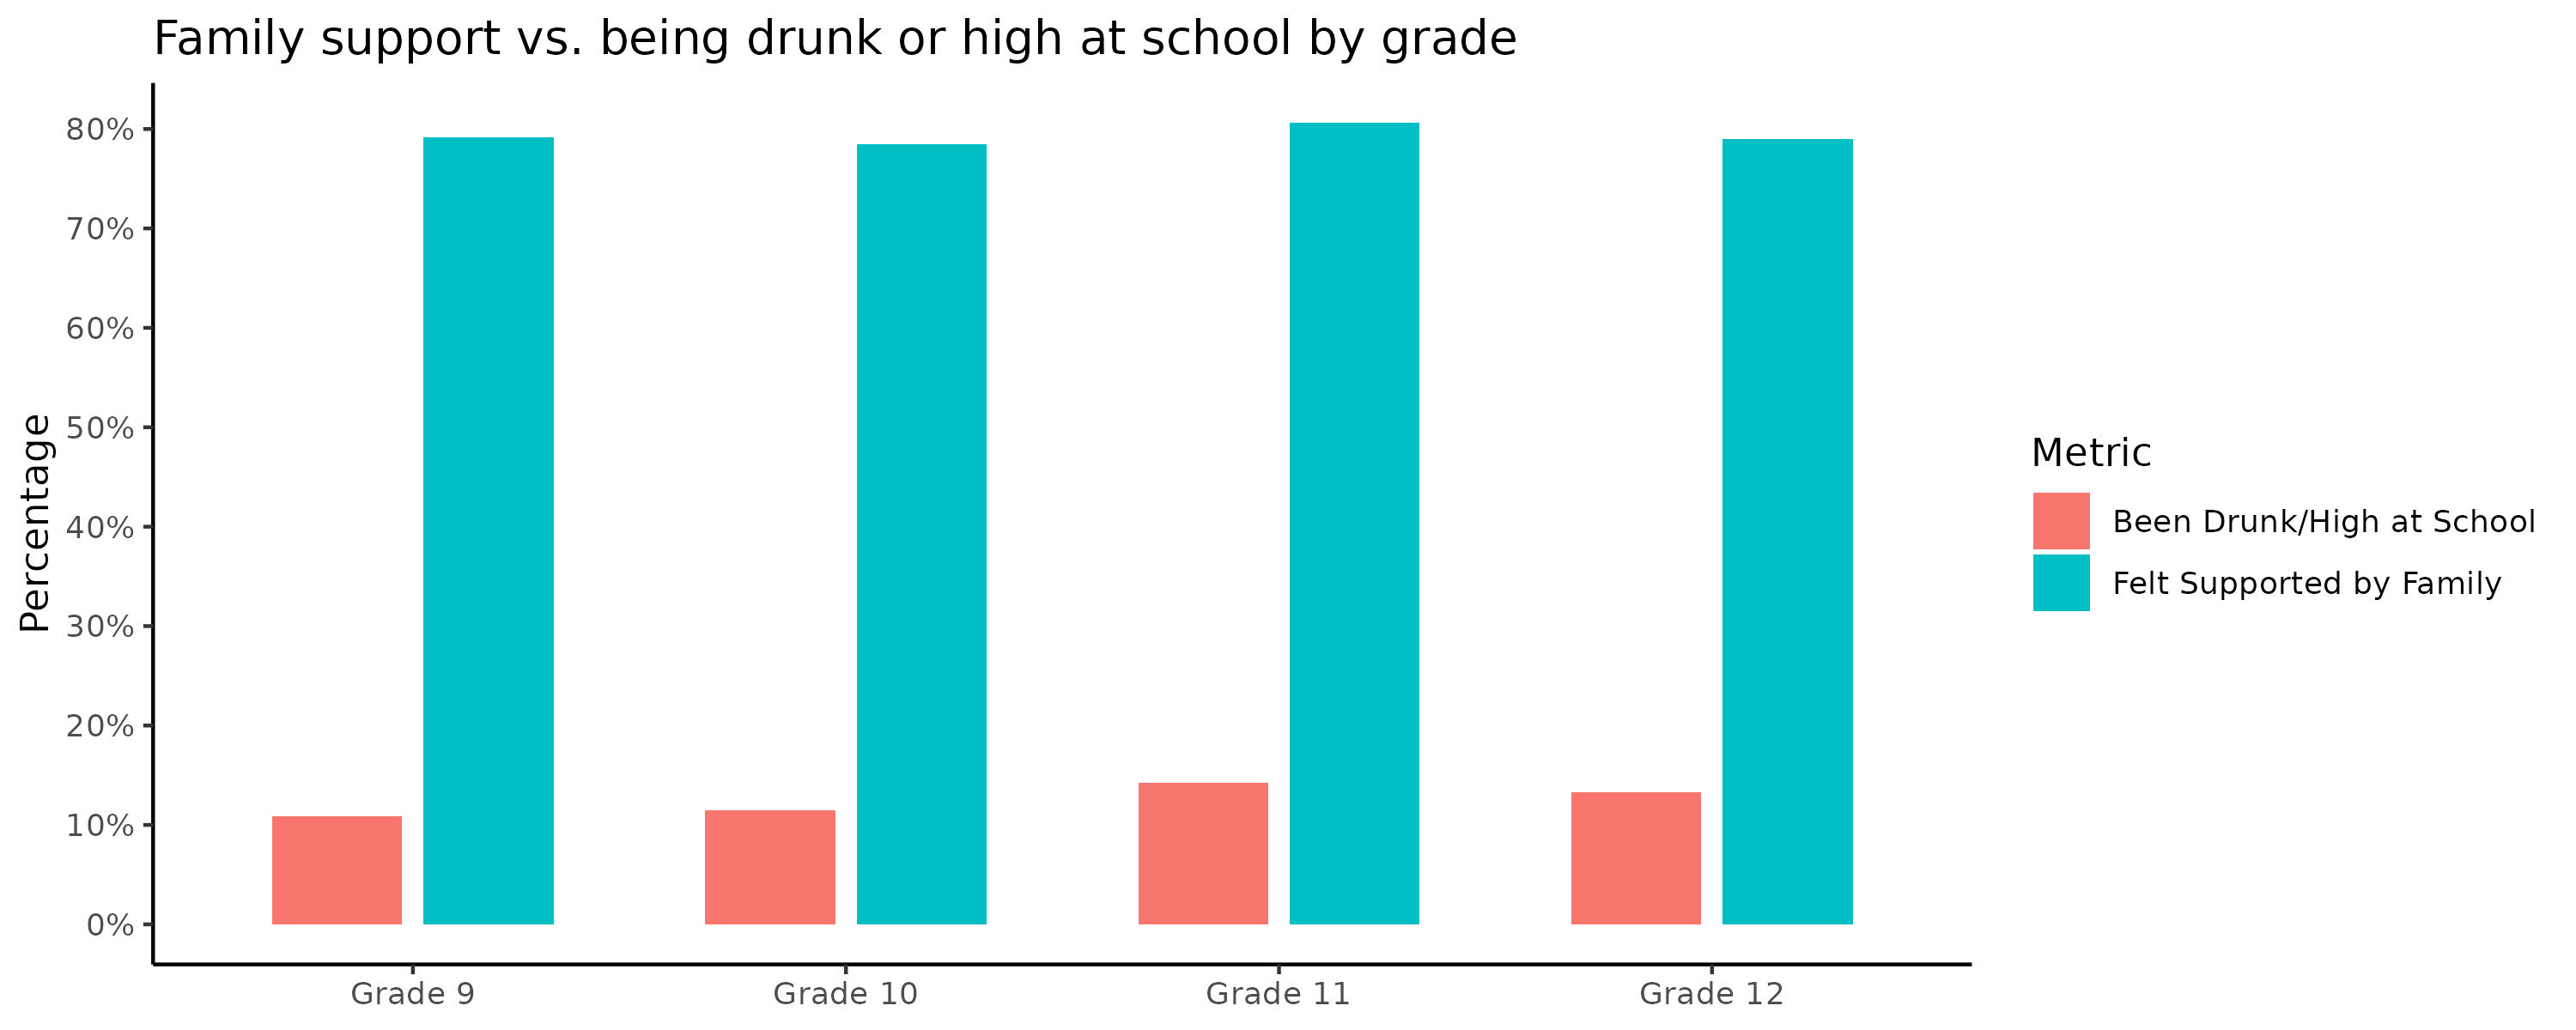 Family support vs. being drunk or high at school by grade
Percentage
80%
70%
60%
50%
40%
30%
20%
10%
0%
Grade 9
Grade 10
Grade 11
Grade 12
Metric
Been Drunk/High at School
Felt Supported by Family